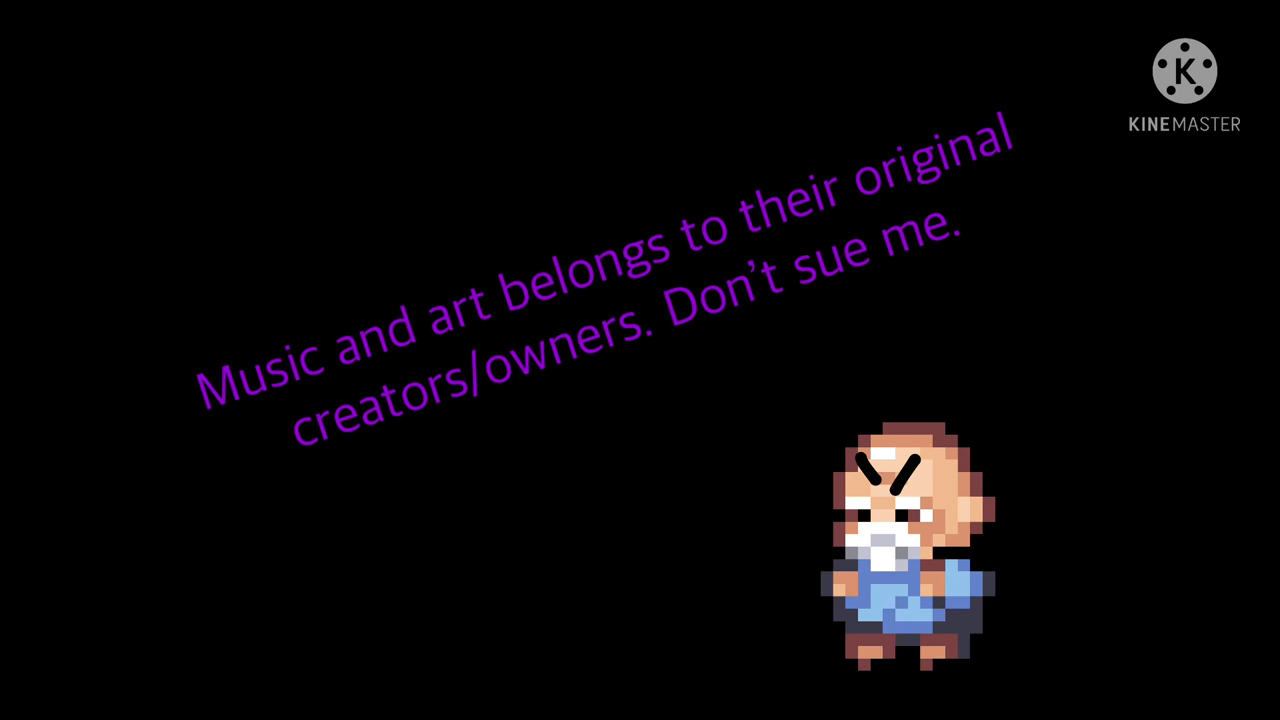 K
KINEMASTER
Music and art belongs to their original
creators/owners. Don't sue me.